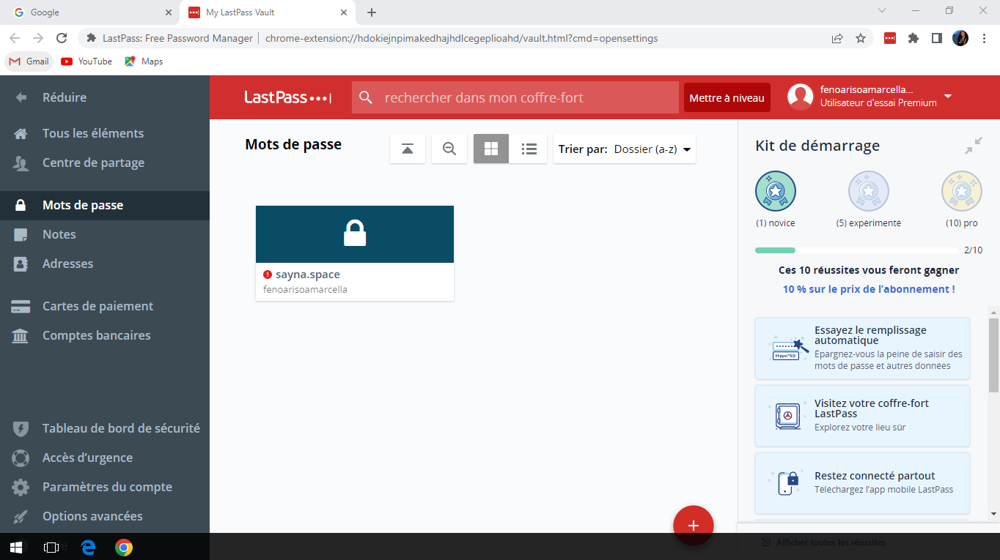 Google
My LastPass Vault
LastPass: Free Password Manager
chrome-extension://hdokiejnpimakedhajhdlcegeplioahd/vault.html?cmd=opensettings
Gmail
YouTube
Maps
Réduire
Tous les éléments
Centre de partage
Mots de passe
Notes
Adresses
Cartes de paiement
Comptes bancaires
Tableau de bord de sécurité
Accès d’urgence
Paramètres du compte
Options avancées
LastPass
rechercher dans mon coffre-fort
Mettre à niveau
fenoarisoamarcella...
Utilisateur d'essai Premium
Mots de passe
Trier par: Dossier (a-z)
sayna.space
fenoarisoamarcella
Kit de démarrage
(1) novice
(5) expérimenté
(10) pro
2/10
Ces 10 réussites vous feront gagner
10 % sur le prix de l’abonnement !
Essayez le remplissage
automatique
Épargnez-vous la peine de saisir des
mots de passe et autres données
Hippo*5@
Visitez votre coffre-fort
LastPass
Explorez votre lieu sûr
Restez connecté partout
Téléchargez l’app mobile LastPass
Afficher toutes les réussites